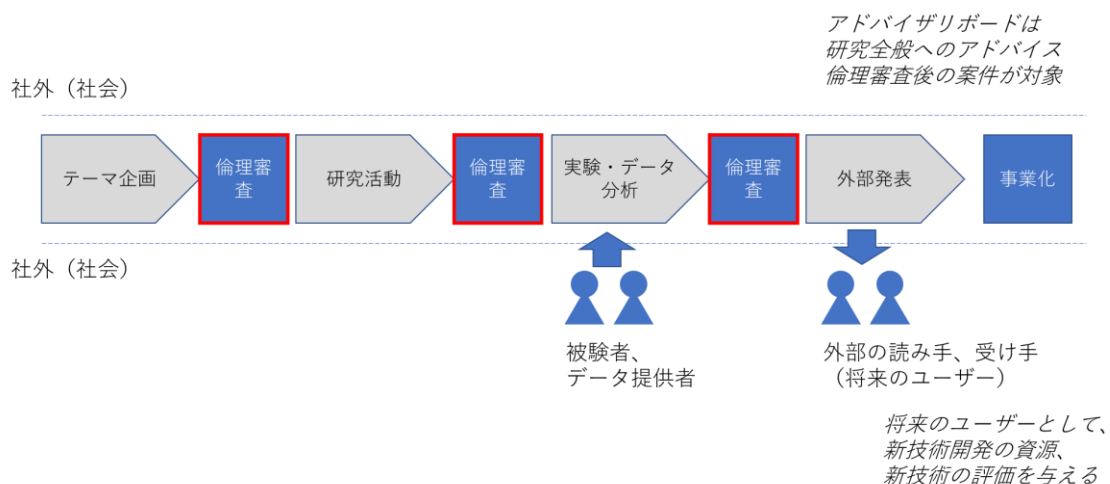 アドバイザリボードは
研究全般へのアドバイス
倫理審査後の案件が対象
社外（社会）
テーマ企画
倫理審
査
研究活動
倫理審
査
実験・データ
分析
倫理審
査
外部発表
事業化
社外（社会）
被験者、
データ提供者
外部の読み手、受け手
（将来のユーザー）
将来のユーザーとして、
新技術開発の資源、
新技術の評価を与える